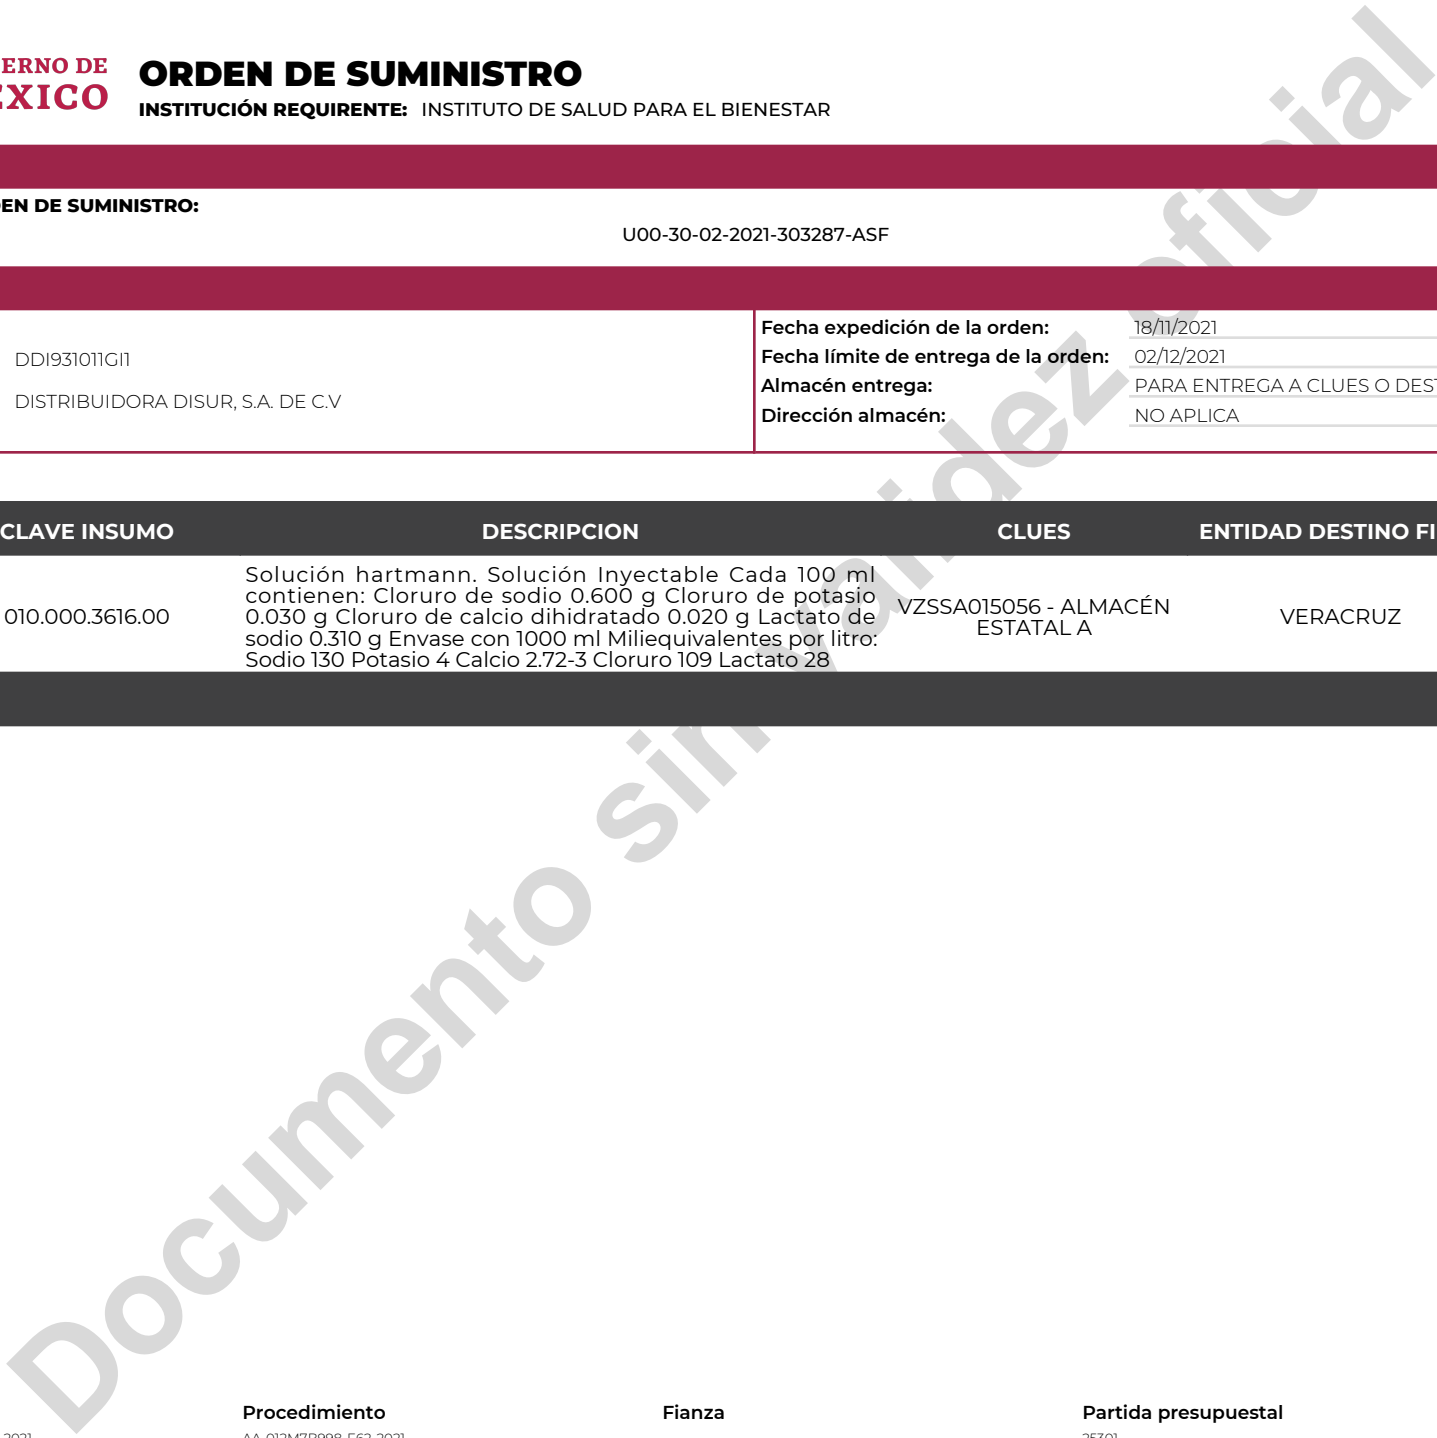 ERNO DE
EXICO
ORDEN DE SUMINISTRO
INSTITUCIÓN REQUIRENTE: INSTITUTO DE SALUD PARA EL BIENESTAR
EN DE SUMINISTRO:
U00-30-02-2021-303287-ASF
DDI931011GI1
DISTRIBUIDORA DISUR, S.A. DE C.V
Fecha expedición de la orden: 18/11/2021
Fecha límite de entrega de la orden: 02/12/2021
Almacén entrega: PARA ENTREGA A CLUES O DEST
Dirección almacén: NO APLICA
CLAVE INSUMO DESCRIPCION CLUES ENTIDAD DESTINO FI
010.000.3616.00
Solución hartmann. Solución Inyectable Cada 100 ml
contienen: Cloruro de sodio 0.600 g Cloruro de potasio
0.030 g Cloruro de calcio dihidratado 0.020 g Lactato de
sodio 0.310 g Envase con 1000 ml Miliequivalentes por litro:
Sodio 130 Potasio 4 Calcio 2.72-3 Cloruro 109 Lactato 28
VZSSA015056 - ALMACÉN
ESTATAL A
VERACRUZ
Documento sin validez oficial
Procedimiento Fianza Partida presupuestal